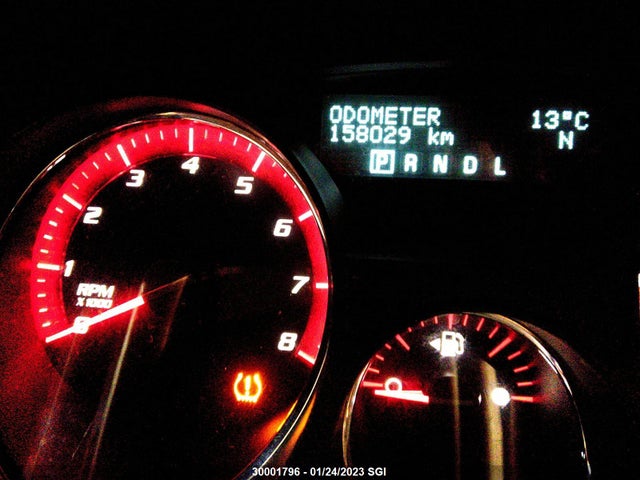 ODOMETER
158029 km
13°C
N
P R N D L
0
1
2
3
4
5
6
7
8
RPM
X 1000
30001796 - 01/24/2023 SGI